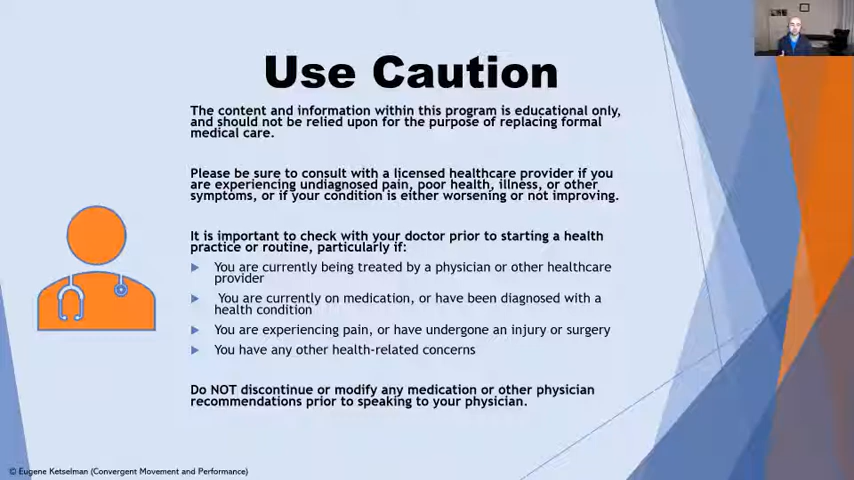 Use Caution
The content and information within this program is educational only,
and should not be relied upon for the purpose of replacing formal
medical care.
Please be sure to consult with a licensed healthcare provider if you
are experiencing undiagnosed pain, poor health, illness, or other
symptoms, or if your condition is either worsening or not improving.
It is important to check with your doctor prior to starting a health
practice or routine, particularly if:
You are currently being treated by a physician or other healthcare
provider
You are currently on medication, or have been diagnosed with a
health condition
You are experiencing pain, or have undergone an injury or surgery
You have any other health-related concerns
Do NOT discontinue or modify any medication or other physician
recommendations prior to speaking to your physician.
© Eugene Ketselman (Convergent Movement and Performance)